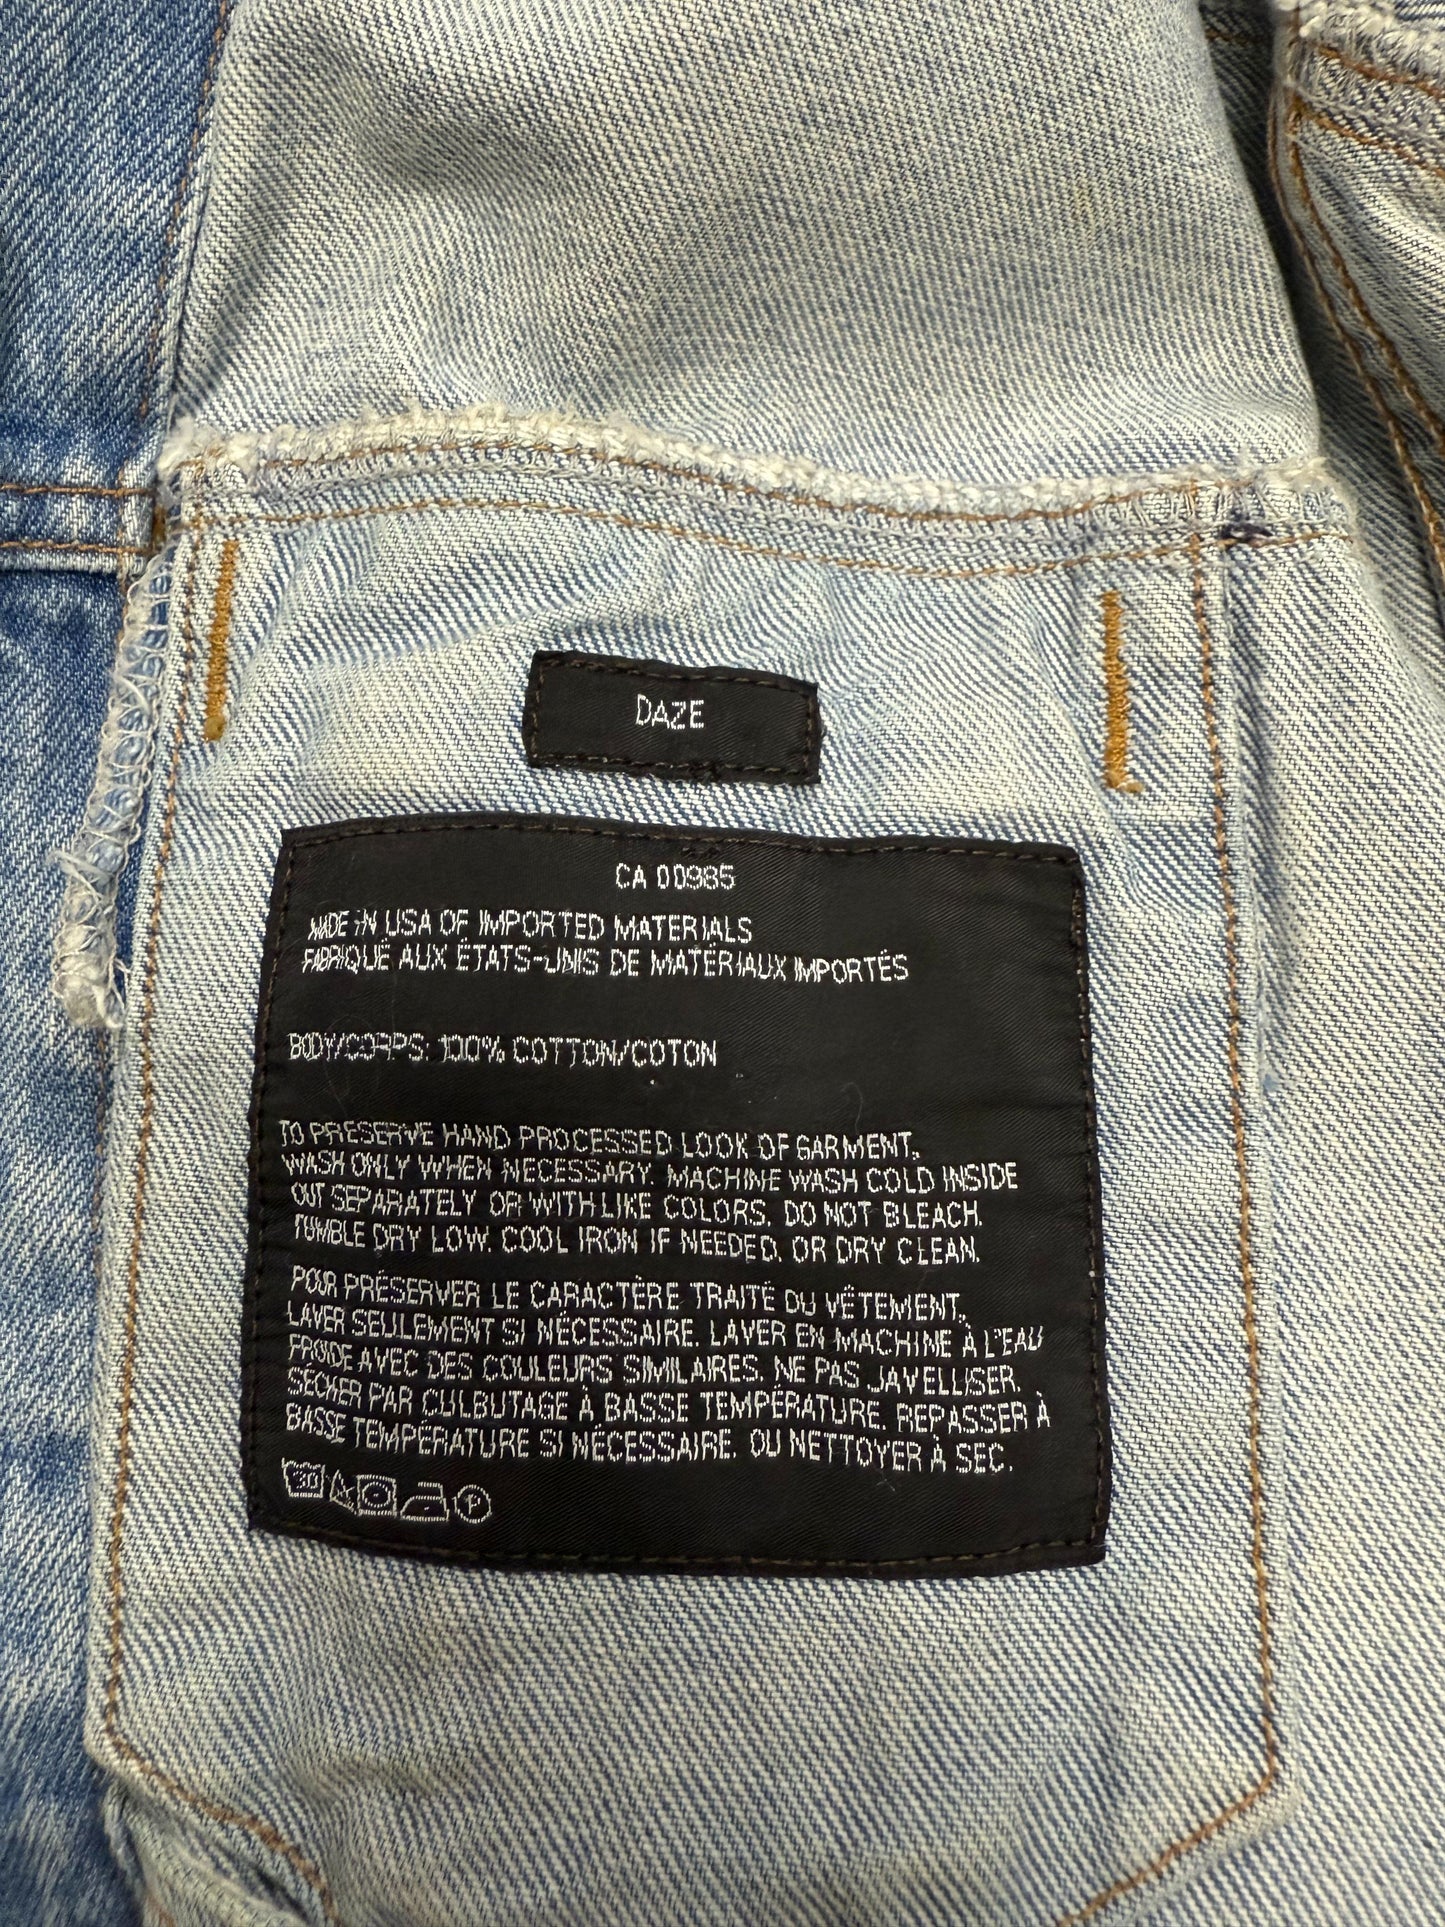 DAZE
CA 00985
MADE IN USA OF IMPORTED MATERIALS
FABRIQUÉ AUX ÉTATS-UNIS DE MATÉRIAUX IMPORTÉS
BODY/CORPS: 100% COTTON/COTON
TO PRESERVE HAND PROCESSED LOOK OF GARMENT,
WASH ONLY WHEN NECESSARY. MACHINE WASH COLD INSIDE
OUT SEPARATELY OR WITH LIKE COLORS. DO NOT BLEACH.
TUMBLE DRY LOW. COOL IRON IF NEEDED. OR DRY CLEAN.
POUR PRÉSERVER LE CARACTÈRE TRAITÉ DU VÊTEMENT,
LAVER SEULEMENT SI NÉCESSAIRE. LAVER EN MACHINE À L'EAU
FROIDE AVEC DES COULEURS SIMILAIRES. NE PAS JAVELLISER.
SÉCHER PAR CULBUTAGE À BASSE TEMPÉRATURE. REPASSER À
BASSE TEMPÉRATURE SI NÉCESSAIRE. OU NETTOYER À SEC.
30 P